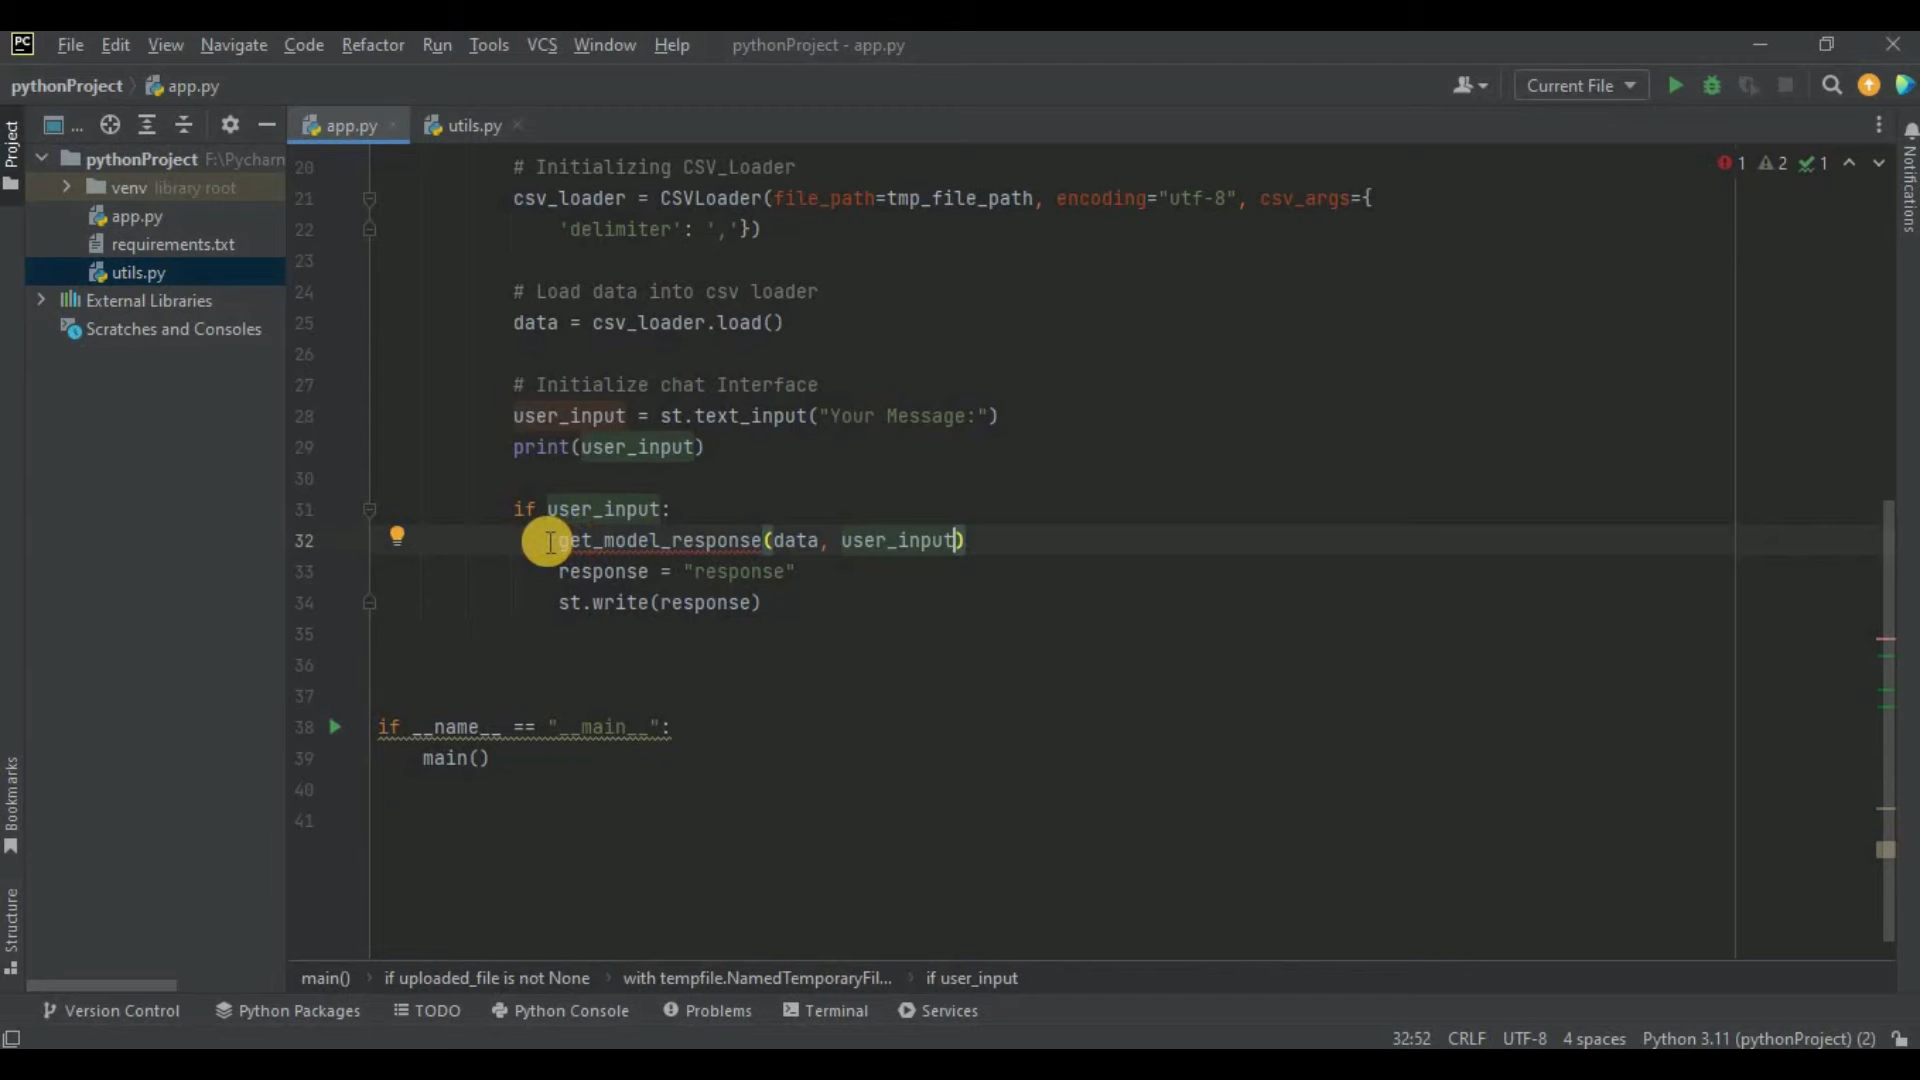 PC File Edit View Navigate Code Refactor Run Tools VCS Window Help pythonProject - app.py
pythonProject app.py Current File
Project ... app.py utils.py
pythonProject F:\Pycharm
venv library root
app.py
requirements.txt
utils.py
External Libraries
Scratches and Consoles
1 2 1
Notifications
20 # Initializing CSV_Loader
21 csv_loader = CSVLoader(file_path=tmp_file_path, encoding="utf-8", csv_args={
22 'delimiter': ','})
23
24 # Load data into csv loader
25 data = csv_loader.load()
26
27 # Initialize chat Interface
28 user_input = st.text_input("Your Message:")
29 print(user_input)
30
31 if user_input:
32 get_model_response(data, user_input)
33 response = "response"
34 st.write(response)
35
36
37
38 if __name__ == "__main__":
39 main()
40
41
Bookmarks
Structure
main() if uploaded_file is not None with tempfile.NamedTemporaryFil... if user_input
Version Control Python Packages TODO Python Console Problems Terminal Services
32:52 CRLF UTF-8 4 spaces Python 3.11 (pythonProject) (2)